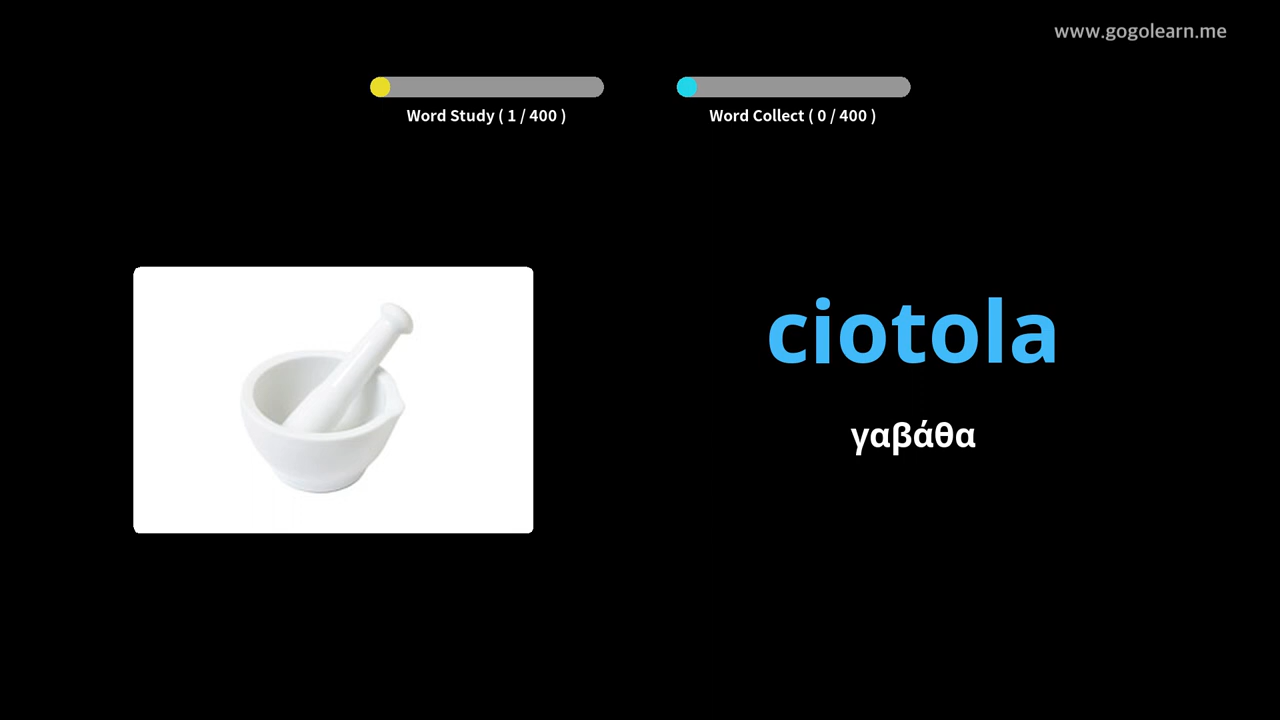 www.gogolearn.me
Word Study ( 1 / 400 )
Word Collect ( 0 / 400 )
ciotola
γαβάθα